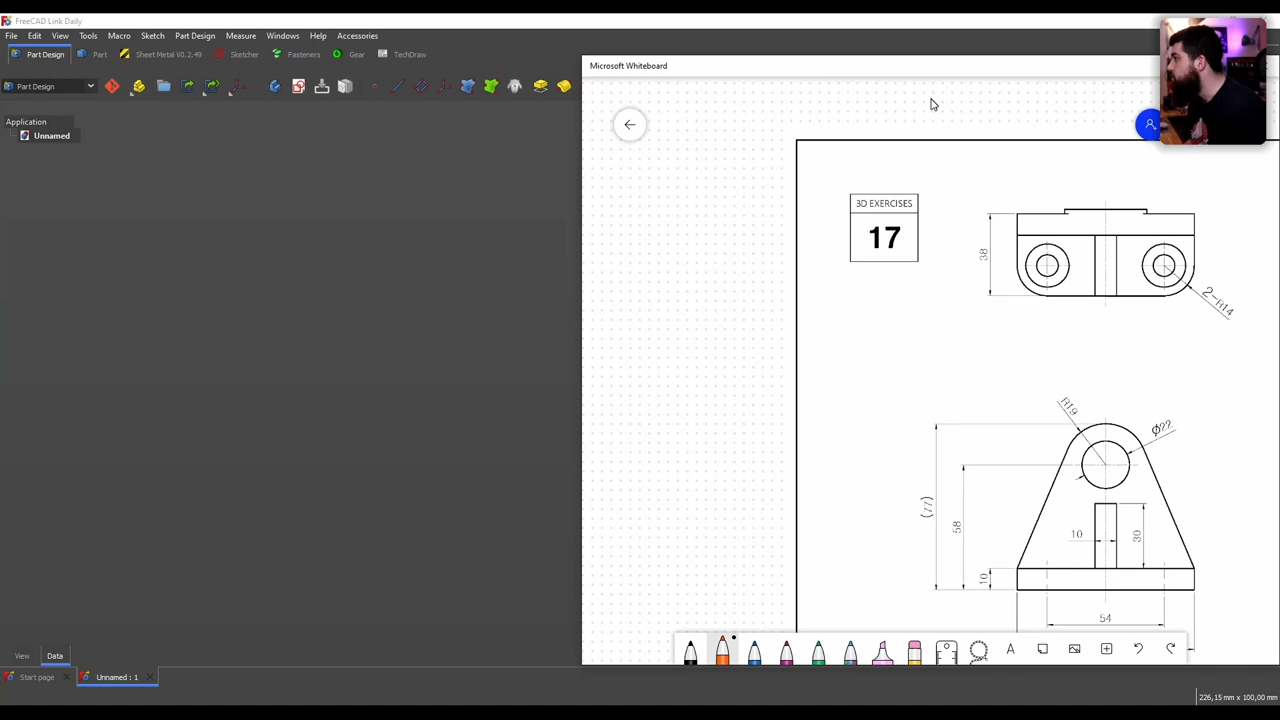 FreeCAD Link Daily
File Edit View Tools Macro Sketch Part Design Measure Windows Help Accessories
Part Design Part Sheet Metal V0.2.49 Sketcher Fasteners Gear TechDraw
Part Design
Microsoft Whiteboard
Application
Unnamed
3D EXERCISES
17
38
2-R14
R19
Ø22
(77)
58
10
30
10
54
A
View Data
Start page Unnamed : 1
226,15 mm x 100,00 mm